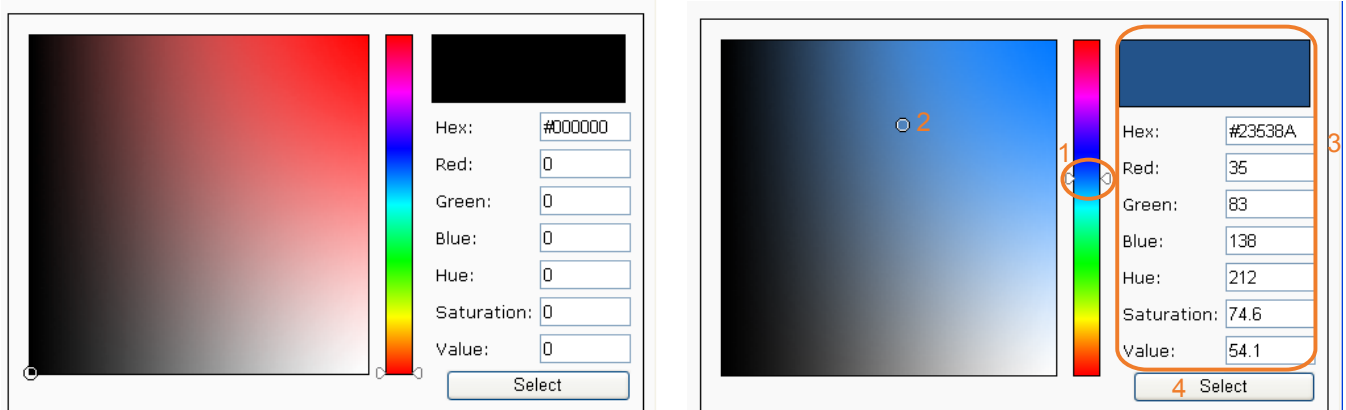 Hex: #000000
Red: 0
Green: 0
Blue: 0
Hue: 0
Saturation: 0
Value: 0
Select
1
2
3
Hex: #23538A
Red: 35
Green: 83
Blue: 138
Hue: 212
Saturation: 74.6
Value: 54.1
4 Select